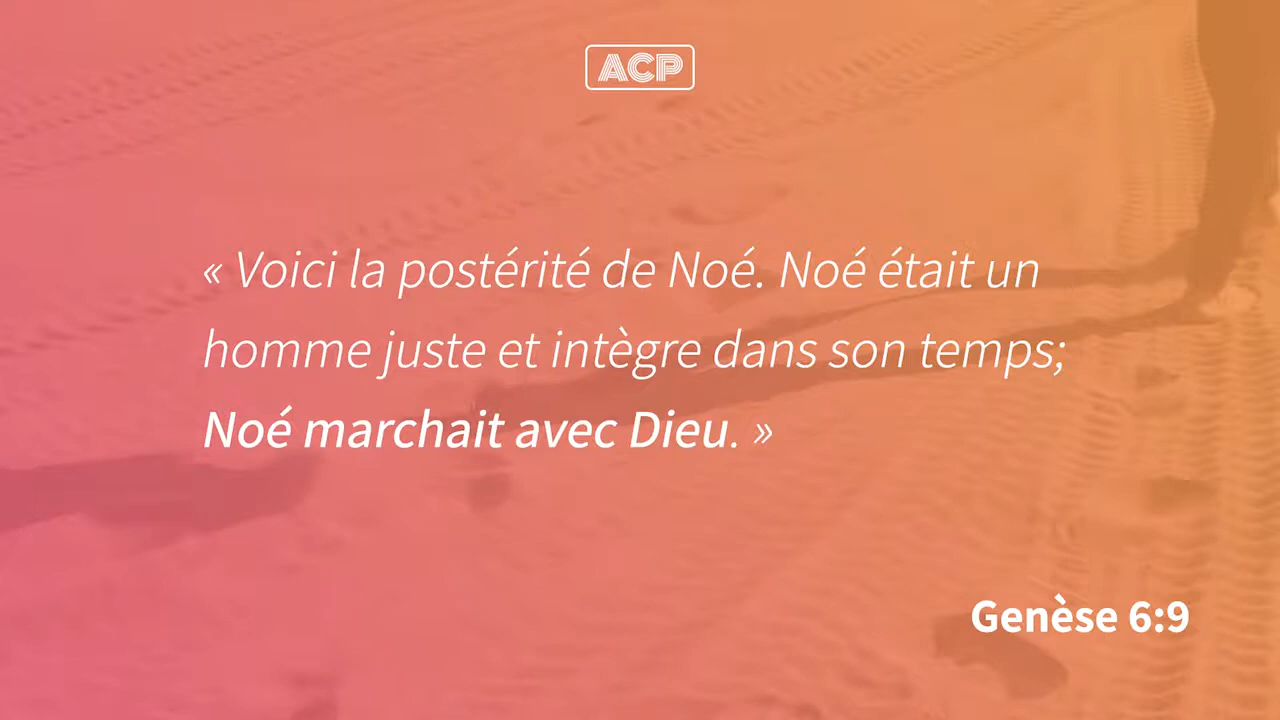 ACP
« Voici la postérité de Noé. Noé était un
homme juste et intègre dans son temps;
Noé marchait avec Dieu. »
Genèse 6:9